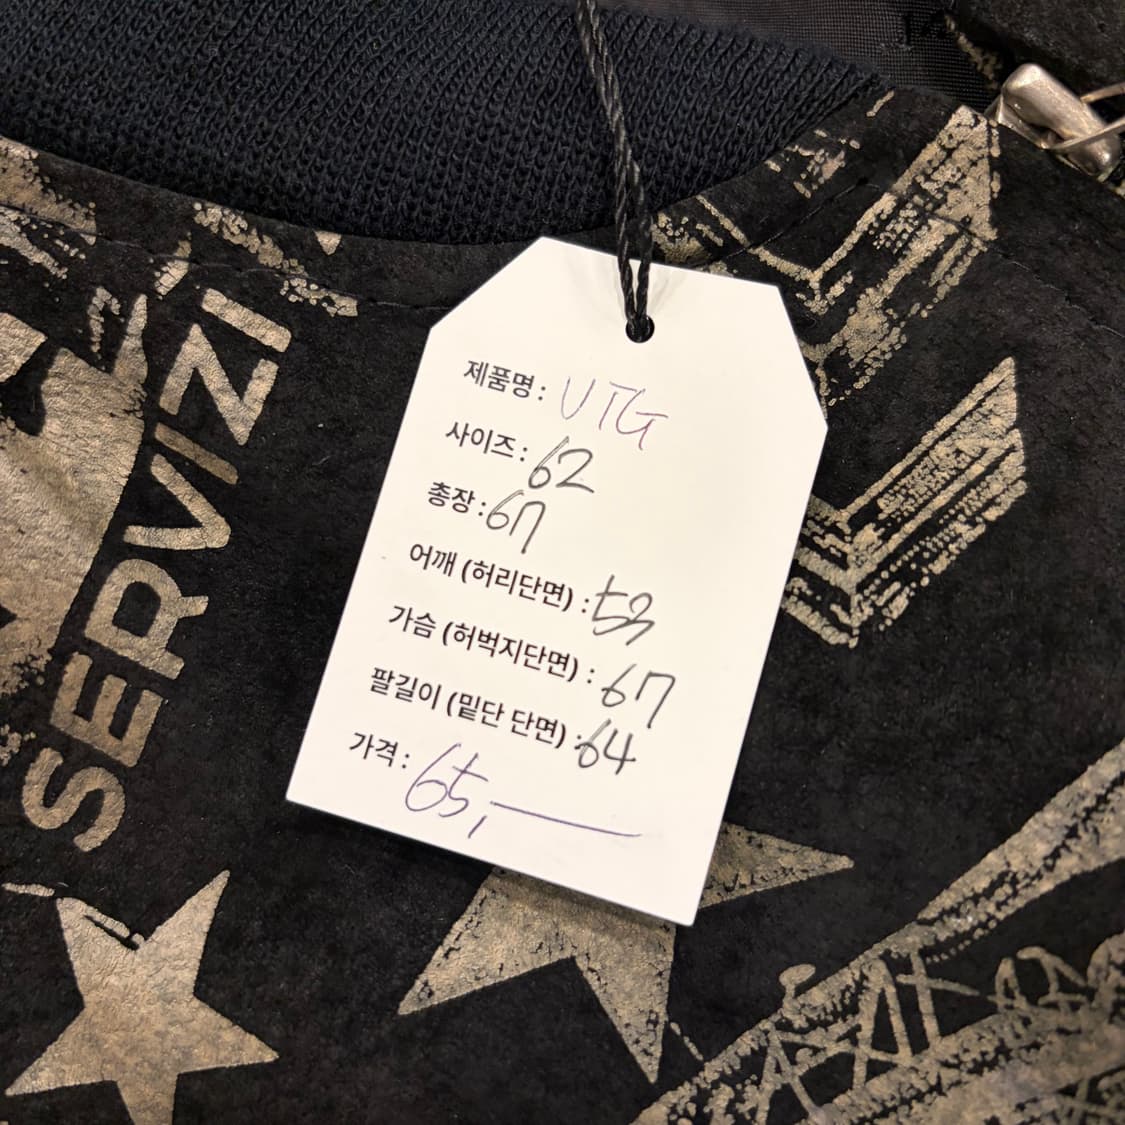 제품명 : UTG
사이즈 : 62
총장 : 67
어깨 (허리단면) : 53
가슴 (허벅지단면) : 67
팔길이 (밑단 단면) : 64
가격 : 65,—
SERVIZI